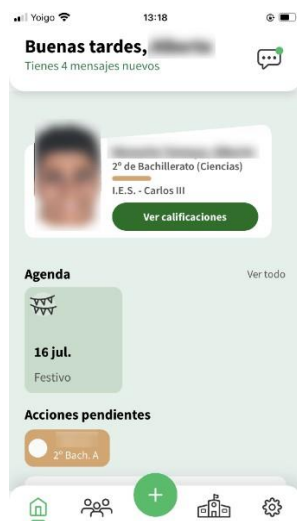 Yoigo
13:18
Buenas tardes,
Tienes 4 mensajes nuevos
2º de Bachillerato (Ciencias)
I.E.S. - Carlos III
Ver calificaciones
Agenda
Ver todo
16 jul.
Festivo
Acciones pendientes
2º Bach. A